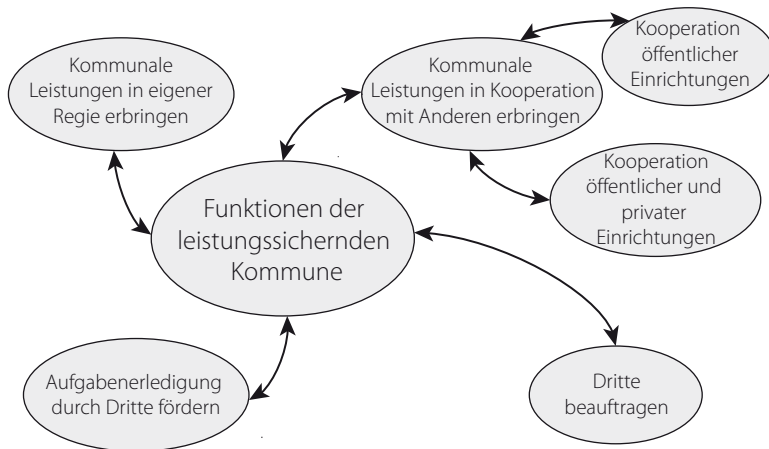 Kommunale
Leistungen in eigener
Regie erbringen
Kommunale
Leistungen in Kooperation
mit Anderen erbringen
Kooperation
öffentlicher
Einrichtungen
Kooperation
öffentlicher und
privater
Einrichtungen
Funktionen der
leistungssichernden
Kommune
Aufgabenerledigung
durch Dritte fördern
Dritte
beauftragen